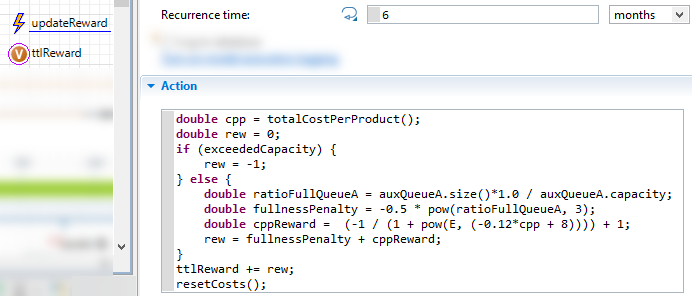 updateReward
V
ttlReward
Recurrence time:
6
months
Action
double cpp = totalCostPerProduct();
double rew = 0;
if (exceededCapacity) {
    rew = -1;
} else {
    double ratioFullQueueA = auxQueueA.size()*1.0 / auxQueueA.capacity;
    double fullnessPenalty = -0.5 * pow(ratioFullQueueA, 3);
    double cppReward =  (-1 / (1 + pow(E, (-0.12*cpp + 8)))) + 1;
    rew = fullnessPenalty + cppReward;
}
ttlReward += rew;
resetCosts();